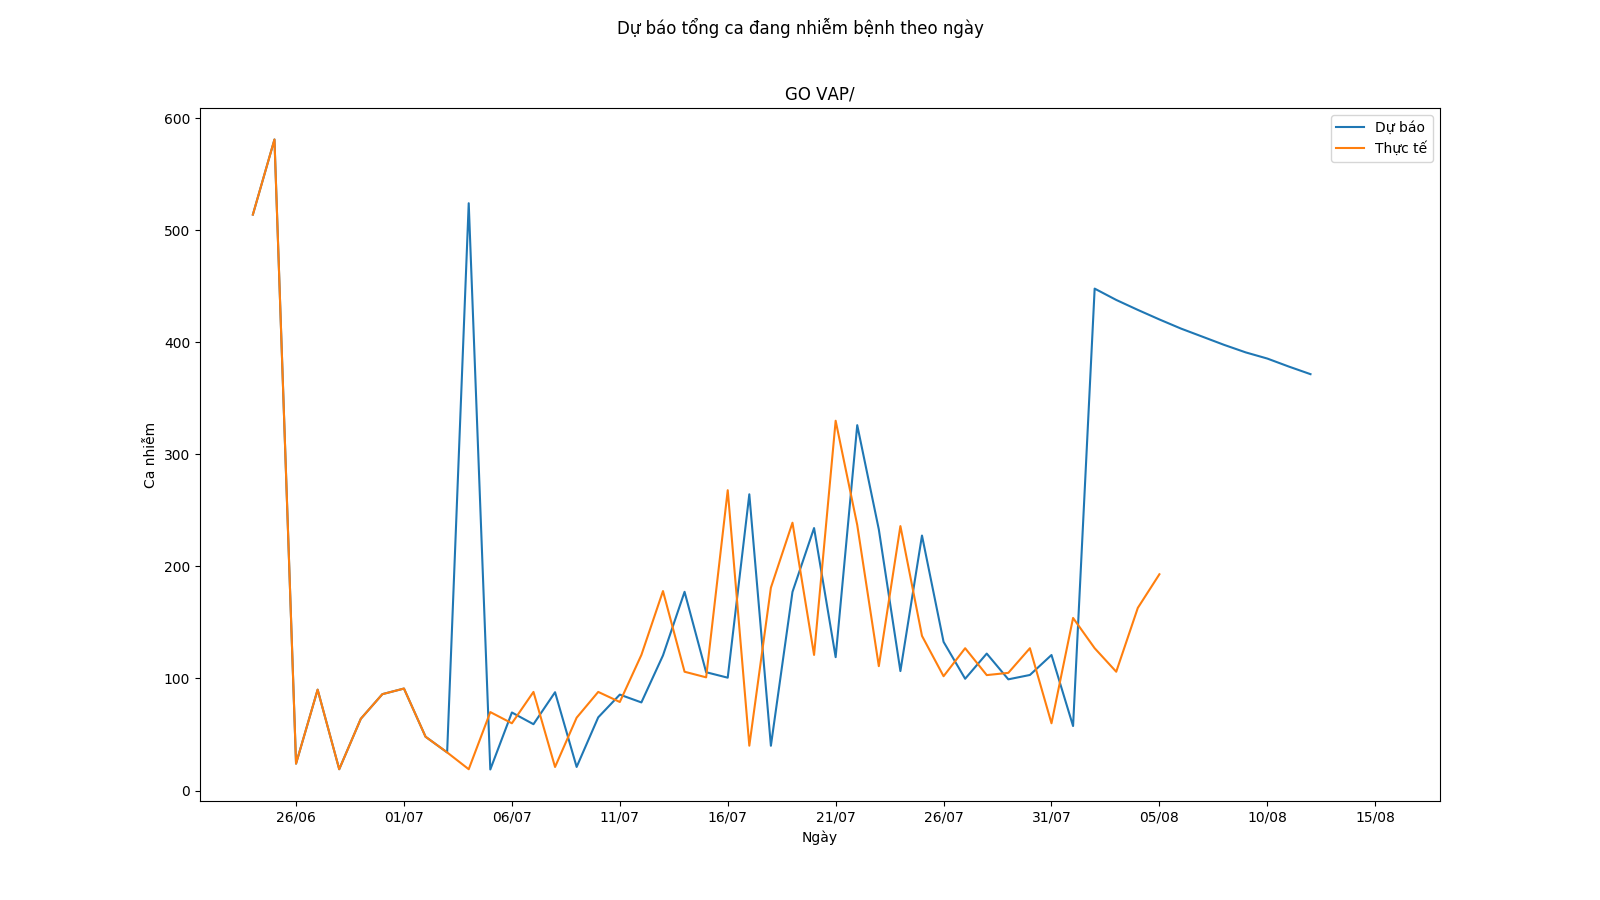 Dự báo tổng ca đang nhiễm bệnh theo ngày
GO VAP/
Dự báo
Thực tế
600
500
400
300
200
100
0
Ca nhiễm
26/06 01/07 06/07 11/07 16/07 21/07 26/07 31/07 05/08 10/08 15/08
Ngày